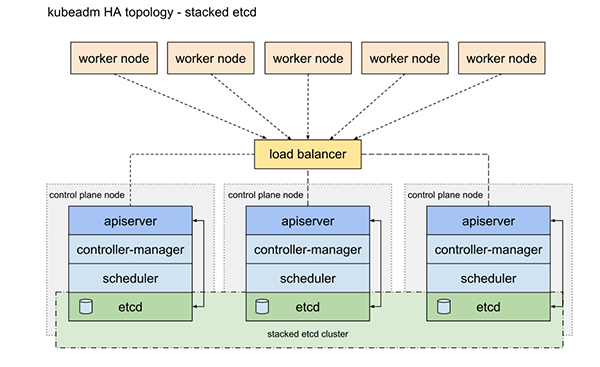 kubeadm HA topology - stacked etcd
worker node
worker node
worker node
worker node
worker node
load balancer
control plane node
apiserver
controller-manager
scheduler
etcd
control plane node
apiserver
controller-manager
scheduler
etcd
control plane node
apiserver
controller-manager
scheduler
etcd
stacked etcd cluster